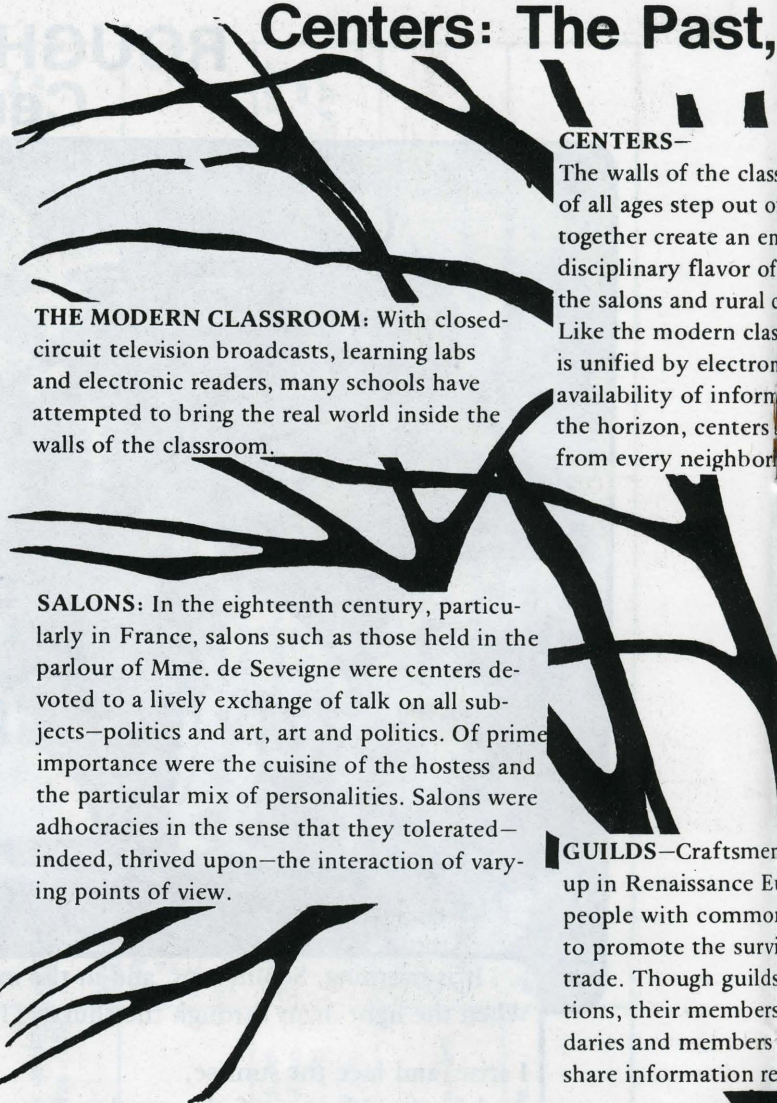 Centers: The Past,
THE MODERN CLASSROOM: With closed-
circuit television broadcasts, learning labs
and electronic readers, many schools have
attempted to bring the real world inside the
walls of the classroom.
SALONS: In the eighteenth century, particu-
larly in France, salons such as those held in the
parlour of Mme. de Seveigne were centers de-
voted to a lively exchange of talk on all sub-
jects—politics and art, art and politics. Of prime
importance were the cuisine of the hostess and
the particular mix of personalities. Salons were
adhocracies in the sense that they tolerated—
indeed, thrived upon—the interaction of vary-
ing points of view.
CENTERS—
The walls of the clas
of all ages step out o
together create an en
disciplinary flavor of
the salons and rural
Like the modern clas
is unified by electro
availability of infor
the horizon, centers
from every neighbor
GUILDS—Craftsmen
up in Renaissance E
people with commo
to promote the survi
trade. Though guilds
tions, their members
daries and members
share information re